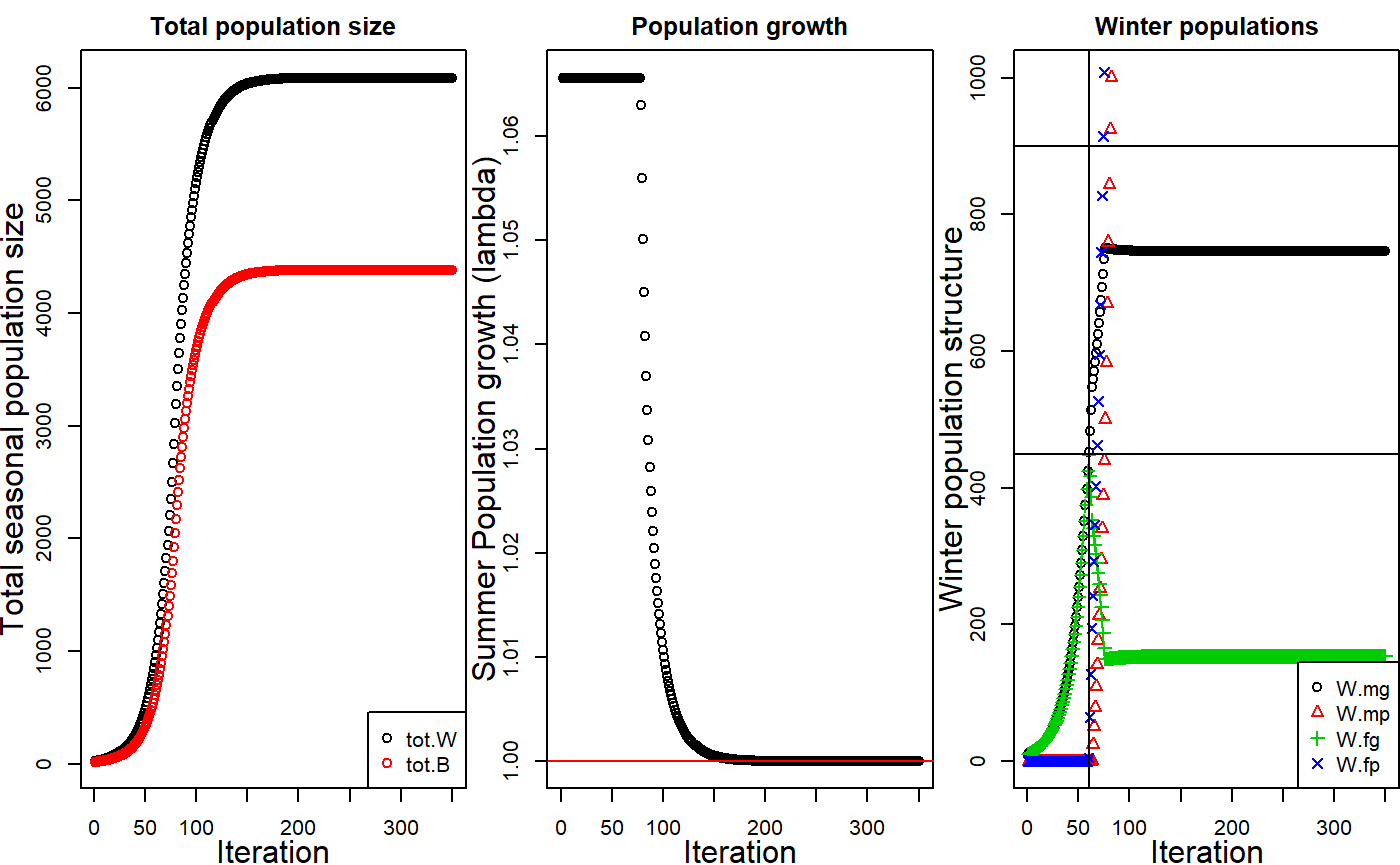 Total population size
Total seasonal population size
0
1000
2000
3000
4000
5000
6000
tot.W
tot.B
0 50 100 200 300
Iteration
Population growth
Summer Population growth (lambda)
1.00
1.01
1.02
1.03
1.04
1.05
1.06
0 50 100 200 300
Iteration
Winter populations
Winter population structure
0
200
400
600
800
1000
W.mg
W.mp
W.fg
W.fp
0 50 100 200 300
Iteration